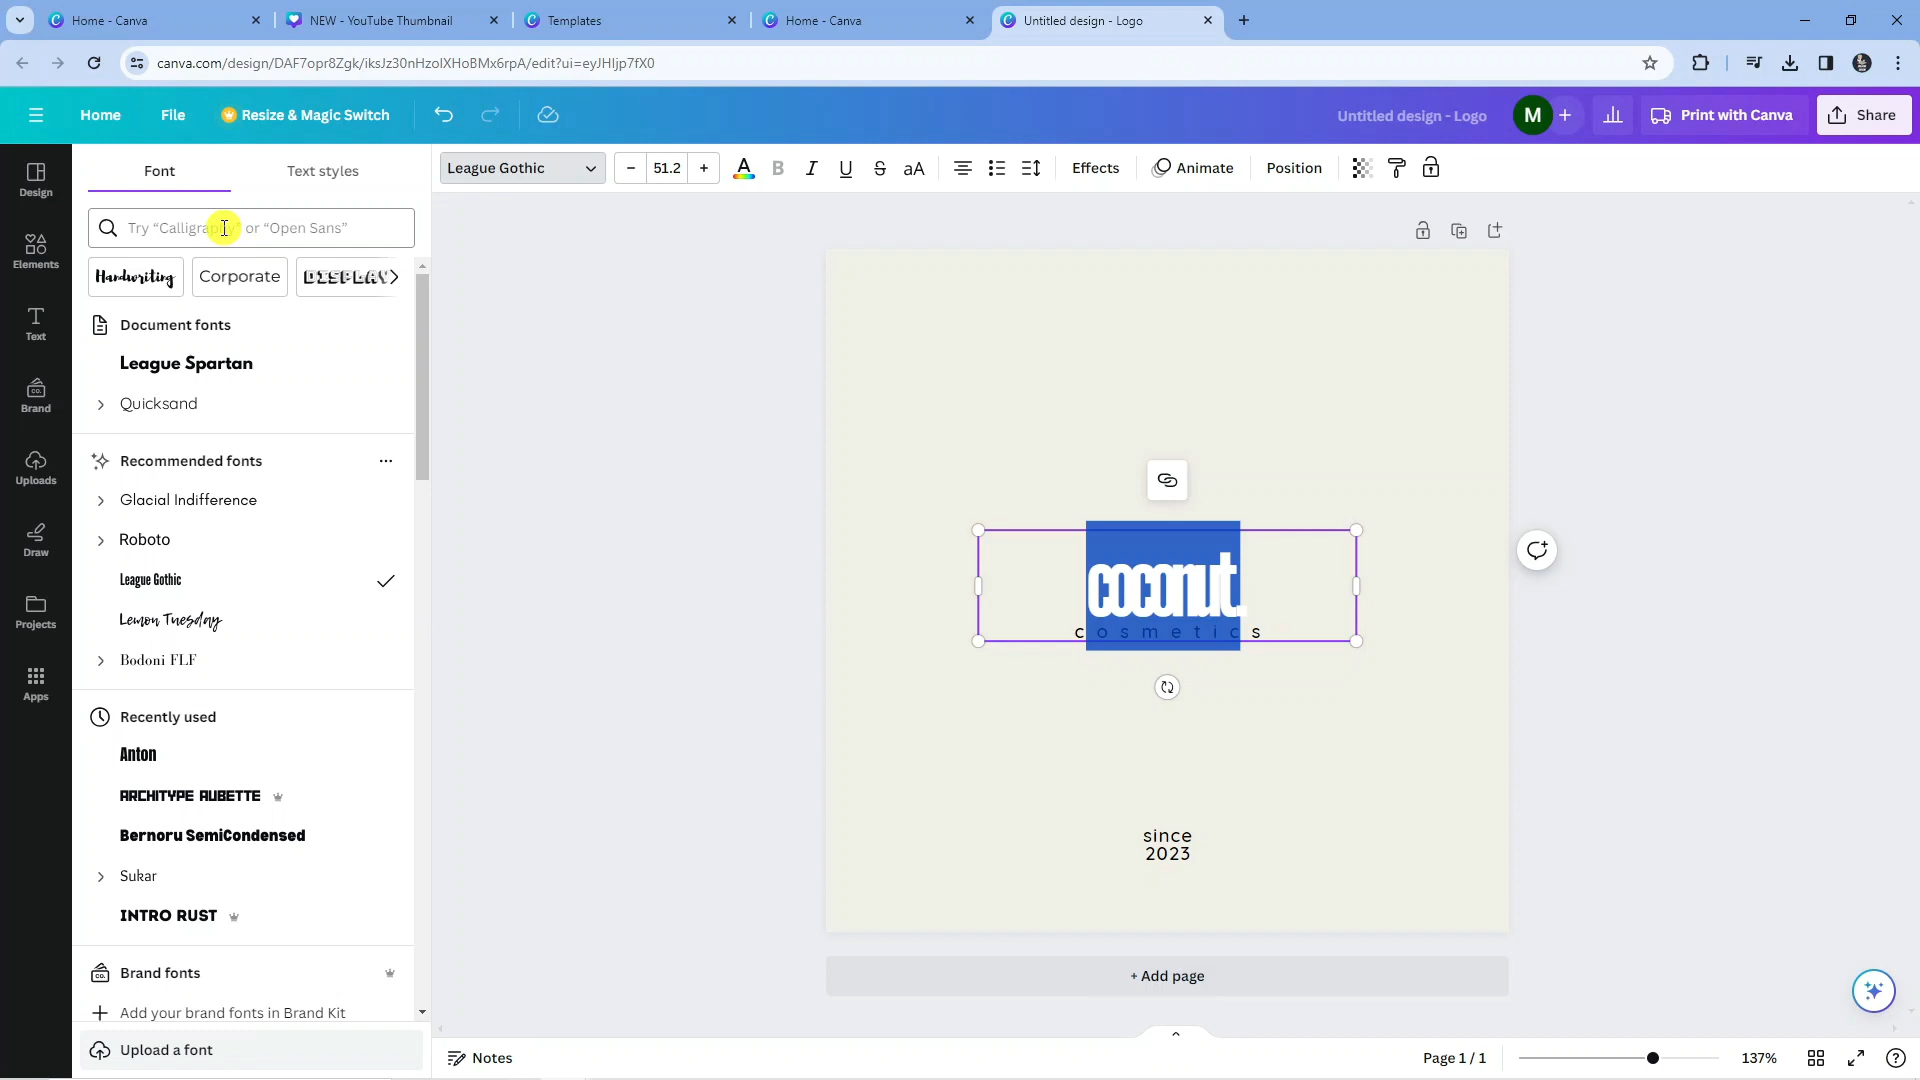 Home - Canva
NEW - YouTube Thumbnail
Templates
Home - Canva
Untitled design - Logo
canva.com/design/DAF7opr8Zgk/iksJz30nHzolXHoBMx6rpA/edit?ui=eyJHIjp7fX0
Home
File
Resize & Magic Switch
Untitled design - Logo
M
Print with Canva
Share
Font
Text styles
League Gothic
51.2
A
B
I
U
S
aA
Effects
Animate
Position
Design
Elements
Text
Brand
Uploads
Draw
Projects
Apps
Try “Calligraphy” or “Open Sans”
Handwriting
Corporate
DISPLAY
Document fonts
League Spartan
Quicksand
Recommended fonts
Glacial Indifference
Roboto
League Gothic
Lemon Tuesday
Bodoni FLF
Recently used
Anton
ARCHITYPE AUBETTE
Bernoru SemiCondensed
Sukar
INTRO RUST
Brand fonts
Add your brand fonts in Brand Kit
Upload a font
coconut.
cosmetics
since
2023
+ Add page
Notes
Page 1 / 1
137%